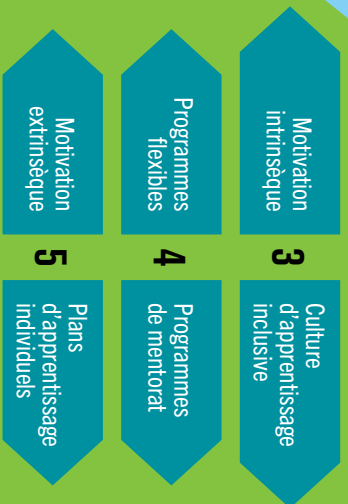 Motivation
intrinsèque
3
Culture
d'apprentissage
inclusive
Programmes
flexibles
4
Programmes
de mentorat
Motivation
extrinsèque
5
Plans
d'apprentissage
individuels